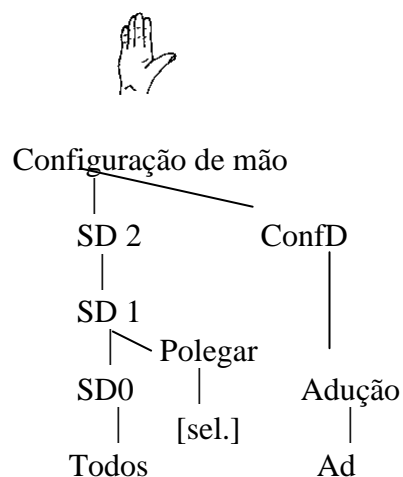 Configuração de mão
SD 2 ConfD
SD 1
Polegar
SD0 Adução
[sel.]
Todos Ad